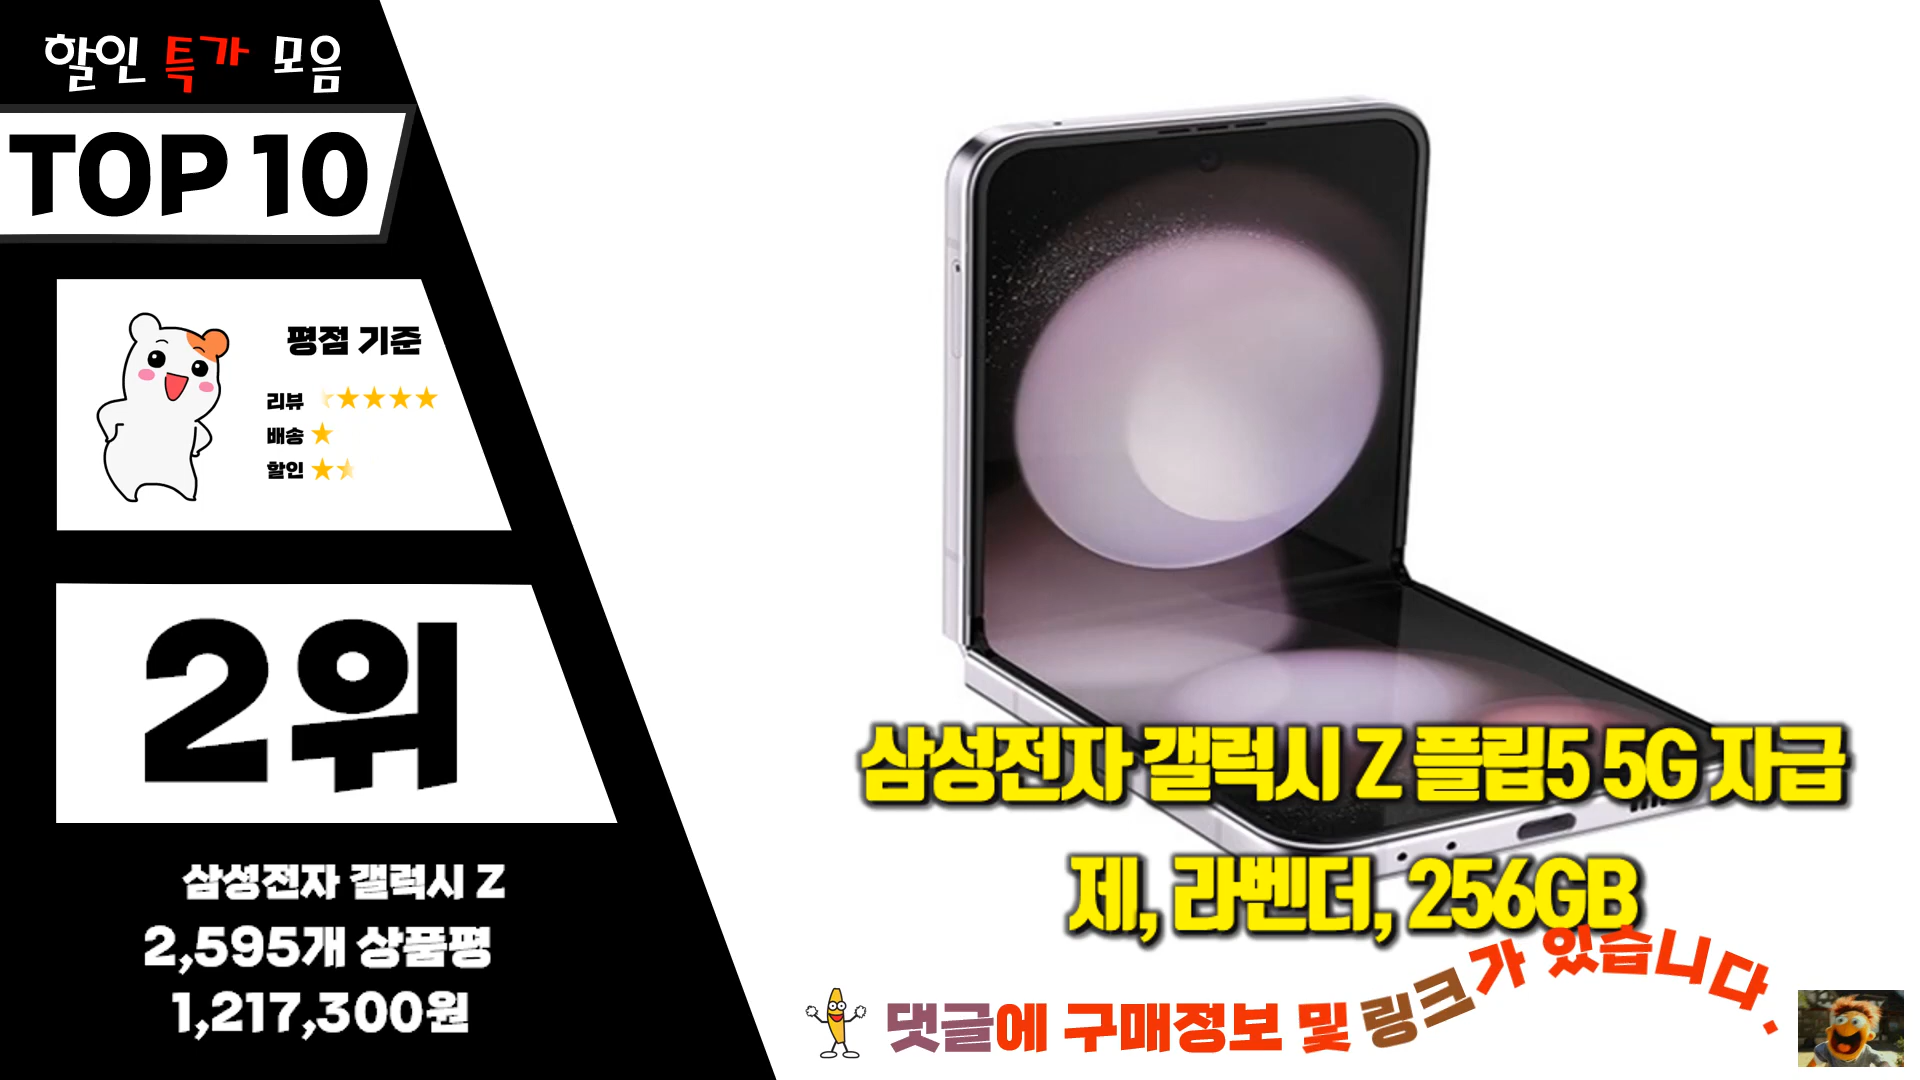 할인 특가 모음
TOP 10
평점 기준
리뷰
배송
할인
2위
삼성전자 갤럭시 Z
2,595개 상품평
1,217,300원
삼성전자 갤럭시 Z 플립5 5G 자급
제, 라벤더, 256GB
댓글에 구매정보 및 링크가 있습니다.